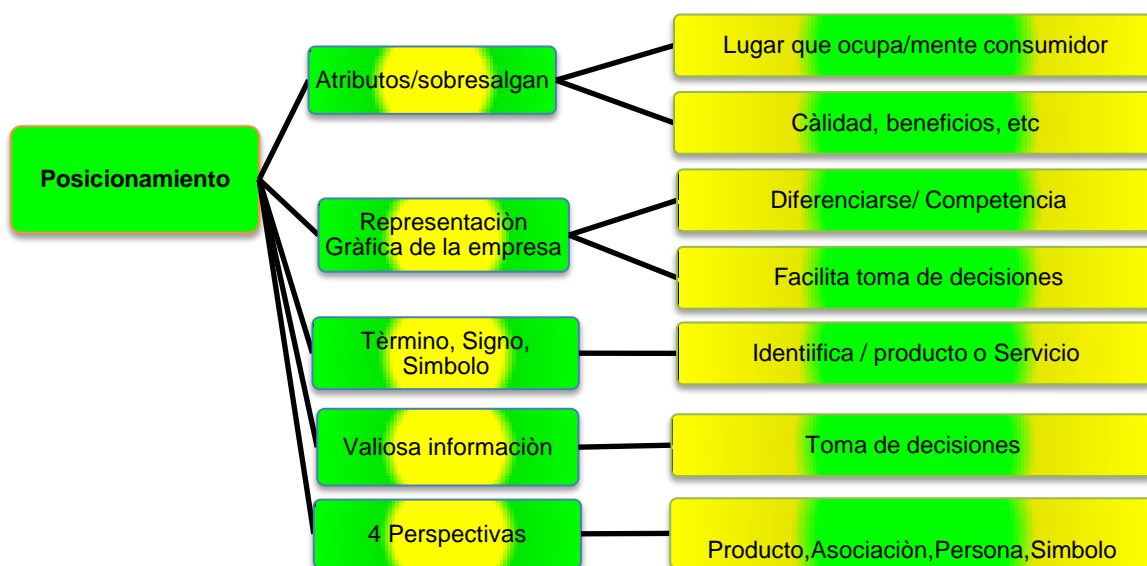 Posicionamiento
Atributos/sobresalgan
Lugar que ocupa/mente consumidor
Càlidad, beneficios, etc
Representaciòn
Gràfica de la empresa
Diferenciarse/ Competencia
Facilita toma de decisiones
Tèrmino, Signo,
Simbolo
Identiifica / producto o Servicio
Valiosa informaciòn
Toma de decisiones
4 Perspectivas
Producto,Asociaciòn,Persona,Simbolo